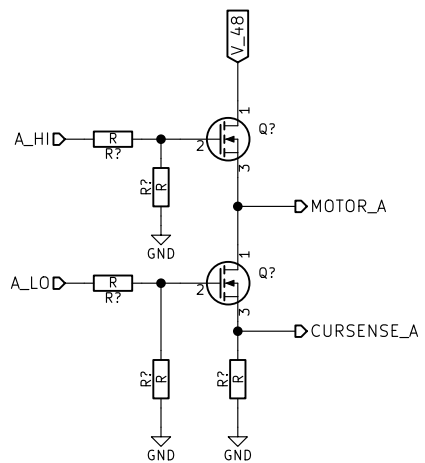 V_48
1
A_HI
R
R?
2
Q?
3
R?
R
GND
MOTOR_A
1
A_LO
R
R?
2
Q?
3
CURSENSE_A
R?
R
R?
R
GND
GND